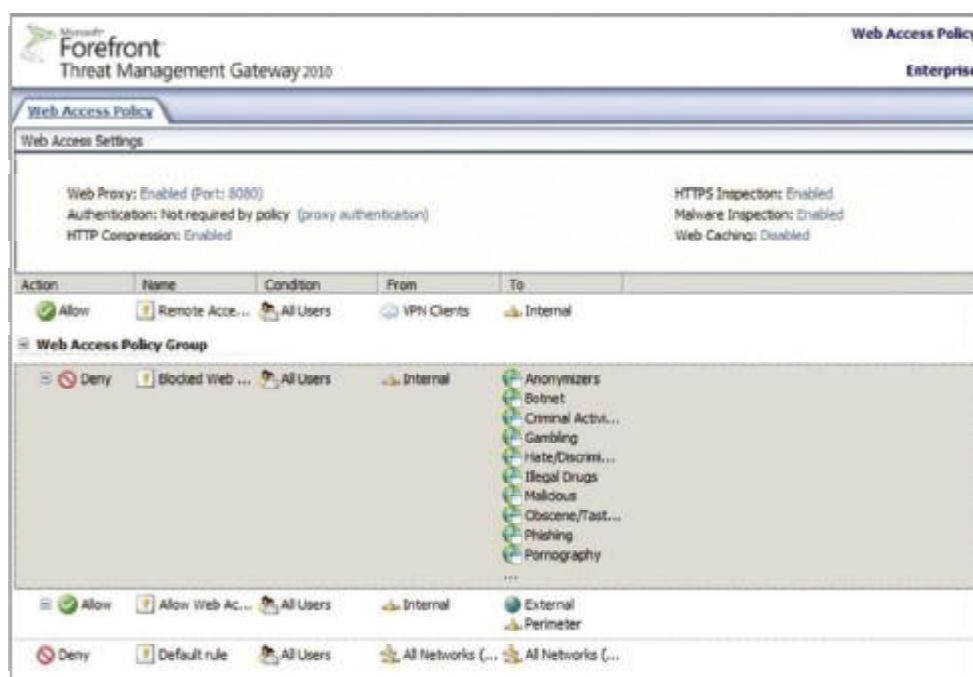 Microsoft
Forefront
Threat Management Gateway 2010
Web Access Policy
Enterprise
Web Access Policy
Web Access Settings
Web Proxy: Enabled (Port: 8080)
Authentication: Not required by policy (proxy authentication)
HTTP Compression: Enabled
HTTPS Inspection: Enabled
Malware Inspection: Enabled
Web Caching: Disabled
Action Name Condition From To
Allow Remote Acce... All Users VPN Clients Internal
Web Access Policy Group
Deny Blocked Web ... All Users Internal Anonymizers
Botnet
Criminal Activi...
Gambling
Hate/Discrimi...
Illegal Drugs
Malicious
Obscene/Tast...
Phishing
Pornography
...
Allow Allow Web Ac... All Users Internal External
Perimeter
Deny Default rule All Users All Networks (... All Networks (...